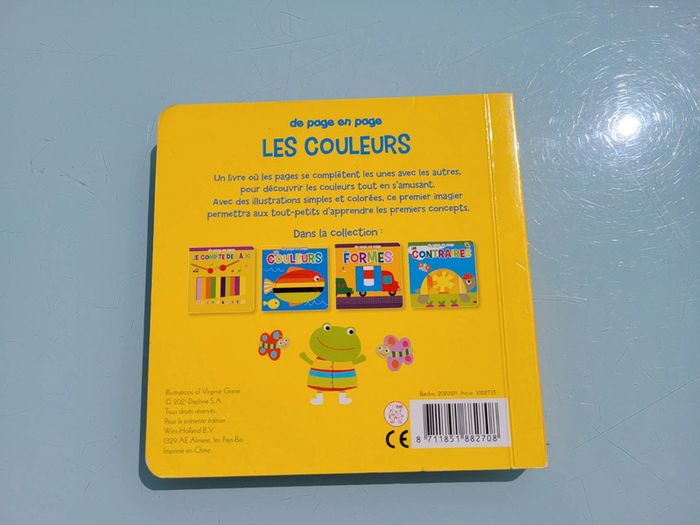 de page en page
LES COULEURS
Un livre où les pages se complètent les unes avec les autres,
pour découvrir les couleurs tout en s'amusant.
Avec des illustrations simples et colorées, ce premier imagier
permettra aux tout-petits d'apprendre les premiers concepts.
Dans la collection :
JE COMPTE DE 1 À 10
COULEURS
FORMES
CONTRAIRES
Illustrations of Virginie Graire
© 2021 Daphne S.A.
Tous droits réservés.
Pour la présente édition :
Wins-Holland B.V.
1329 AE Almere, les Pays-Bas
Imprimé en Chine
CE
8 711851 882708